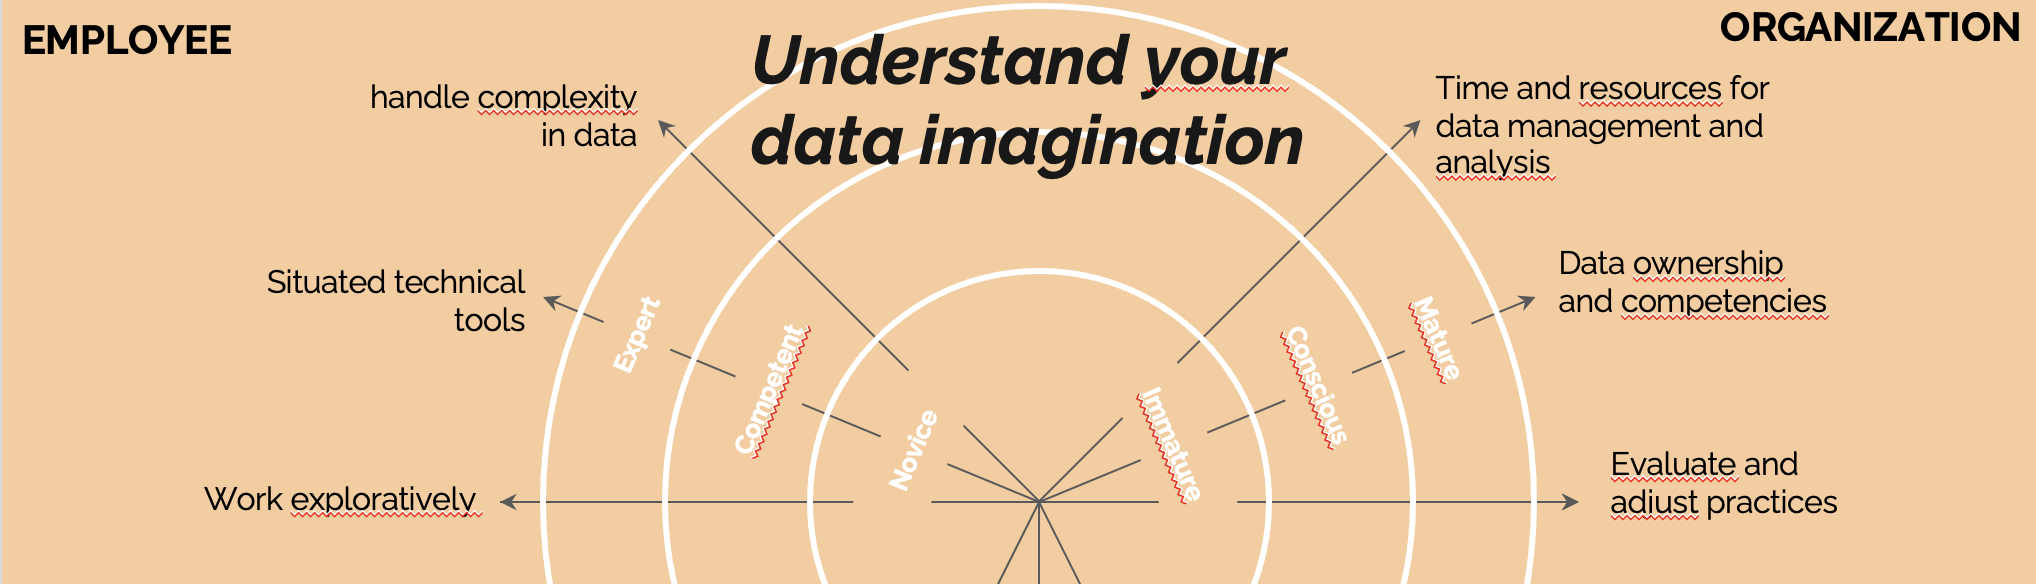 EMPLOYEE
ORGANIZATION
Understand your
data imagination
handle complexity
in data
Time and resources for
data management and
analysis
Situated technical
tools
Data ownership
and competencies
Expert
Competent
Novice
Immature
Conscious
Mature
Work exploratively
Evaluate and
adiust practices